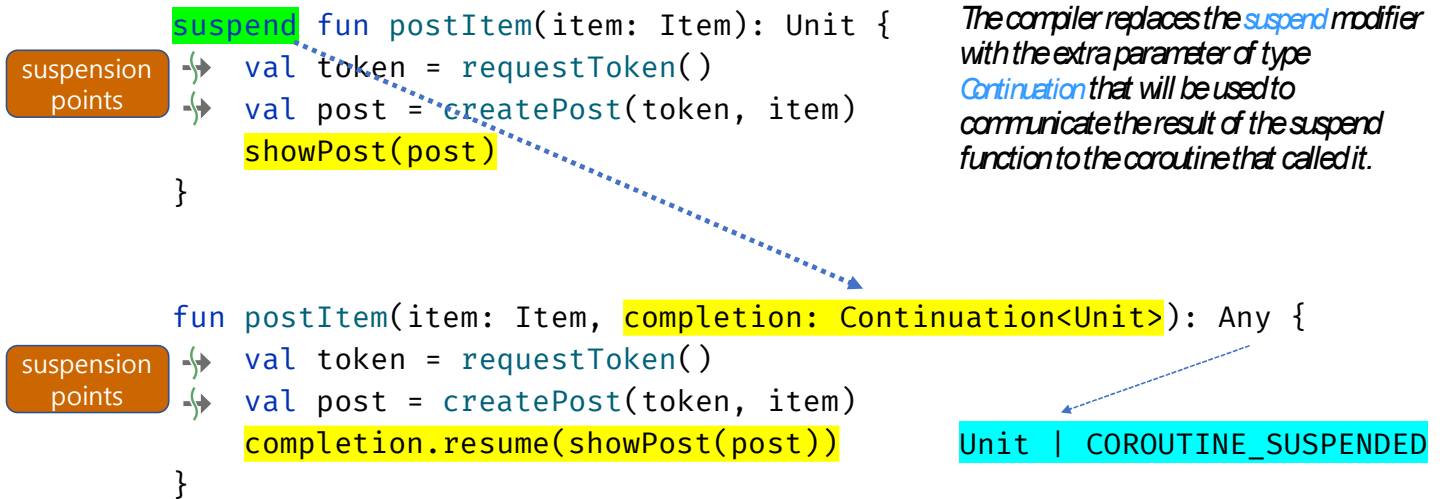 suspend fun postItem(item: Item): Unit {
suspension
points
val token = requestToken()
val post = createPost(token, item)
showPost(post)
}
The compiler replaces the suspend modifier
with the extra parameter of type
Continuation that will be used to
communicate the result of the suspend
function to the coroutine that called it.
fun postItem(item: Item, completion: Continuation<Unit>): Any {
suspension
points
val token = requestToken()
val post = createPost(token, item)
completion.resume(showPost(post))
}
Unit | COROUTINE_SUSPENDED